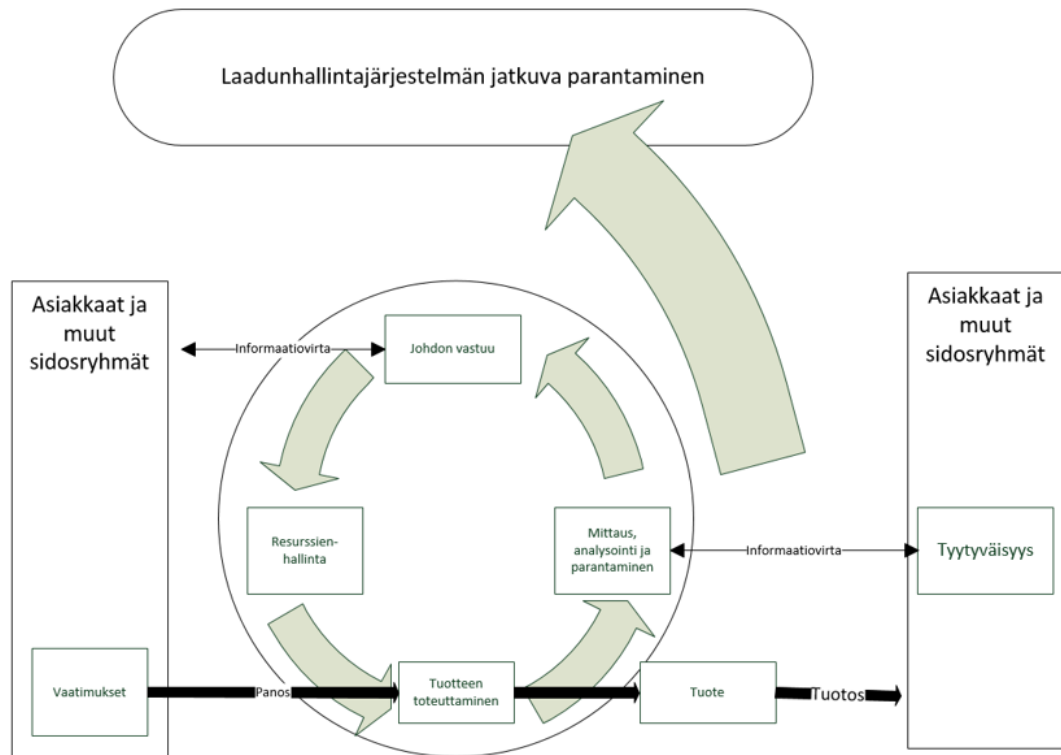 Laadunhallintajärjestelmän jatkuva parantaminen
Asiakkaat ja
muut
sidosryhmät
Informaatiovirta
Johdon vastuu
Asiakkaat ja
muut
sidosryhmät
Resurssien-
hallinta
Mittaus,
analysointi ja
parantaminen
Informaatiovirta
Tyytyväisyys
Vaatimukset
Panos
Tuotteen
toteuttaminen
Tuote
Tuotos